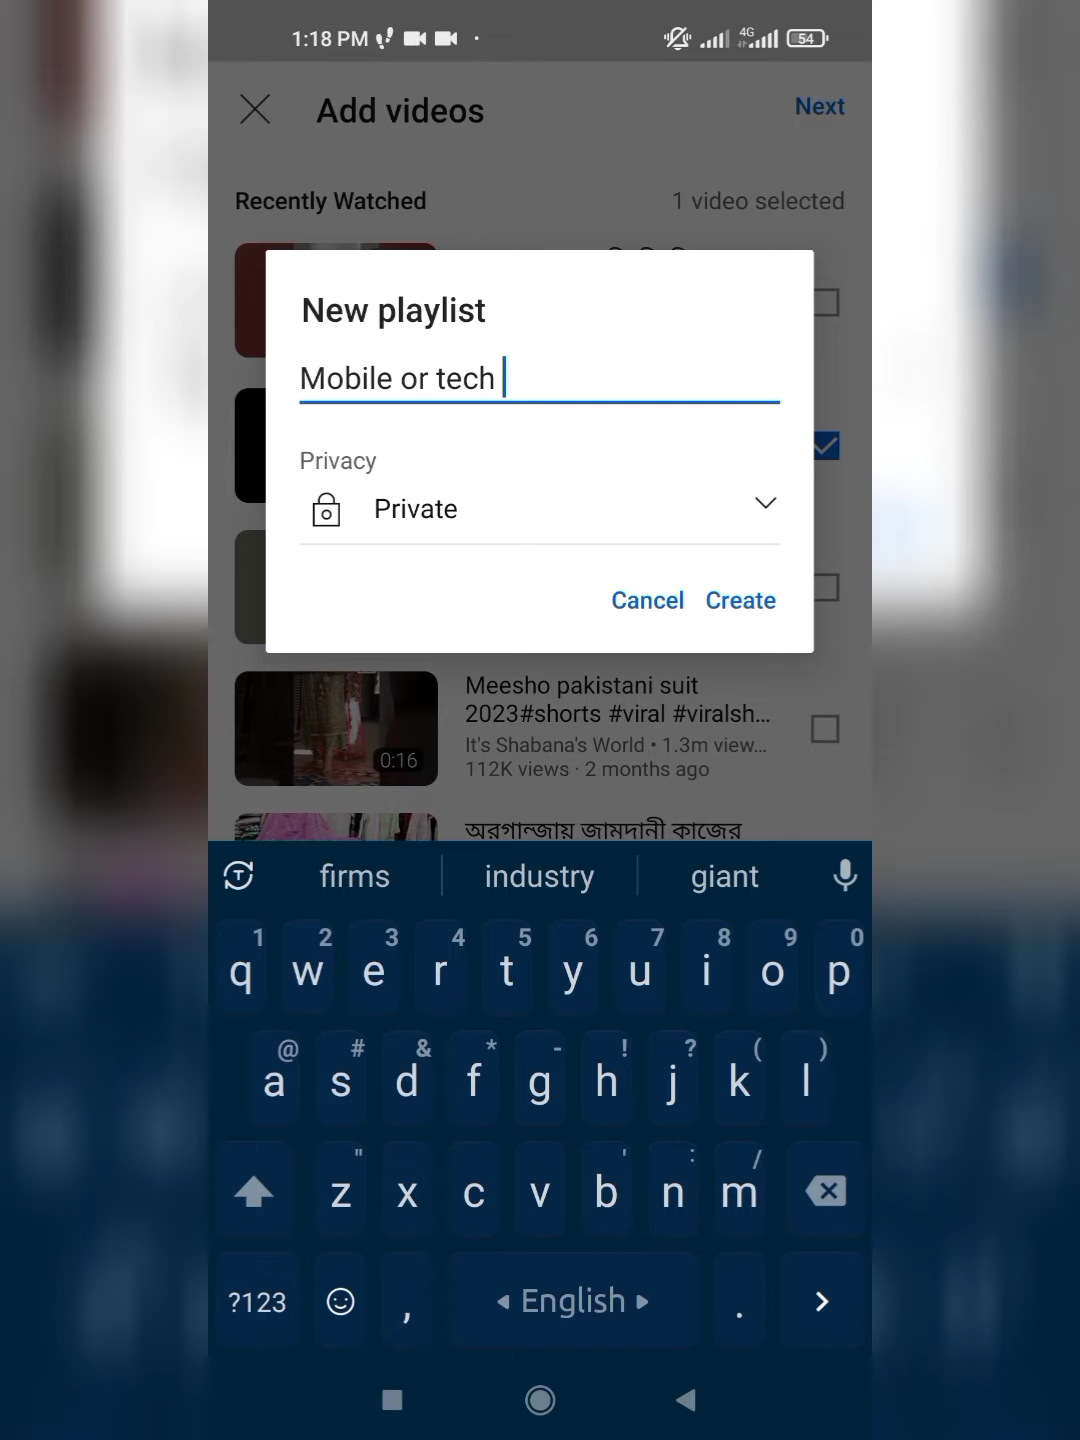 1:18 PM
4G
54
Add videos
Next
Recently Watched
1 video selected
New playlist
Mobile or tech
Privacy
Private
Cancel
Create
0:16
Meesho pakistani suit
2023#shorts #viral #viralsh...
It's Shabana's World • 1.3m view...
112K views · 2 months ago
অরগান্জায় জামদানী কাজের
firms
industry
giant
1 2 3 4 5 6 7 8 9 0
q w e r t y u i o p
@ # & * - ! ? ( )
a s d f g h j k l
" ' : /
z x c v b n m
?123
,
English
.